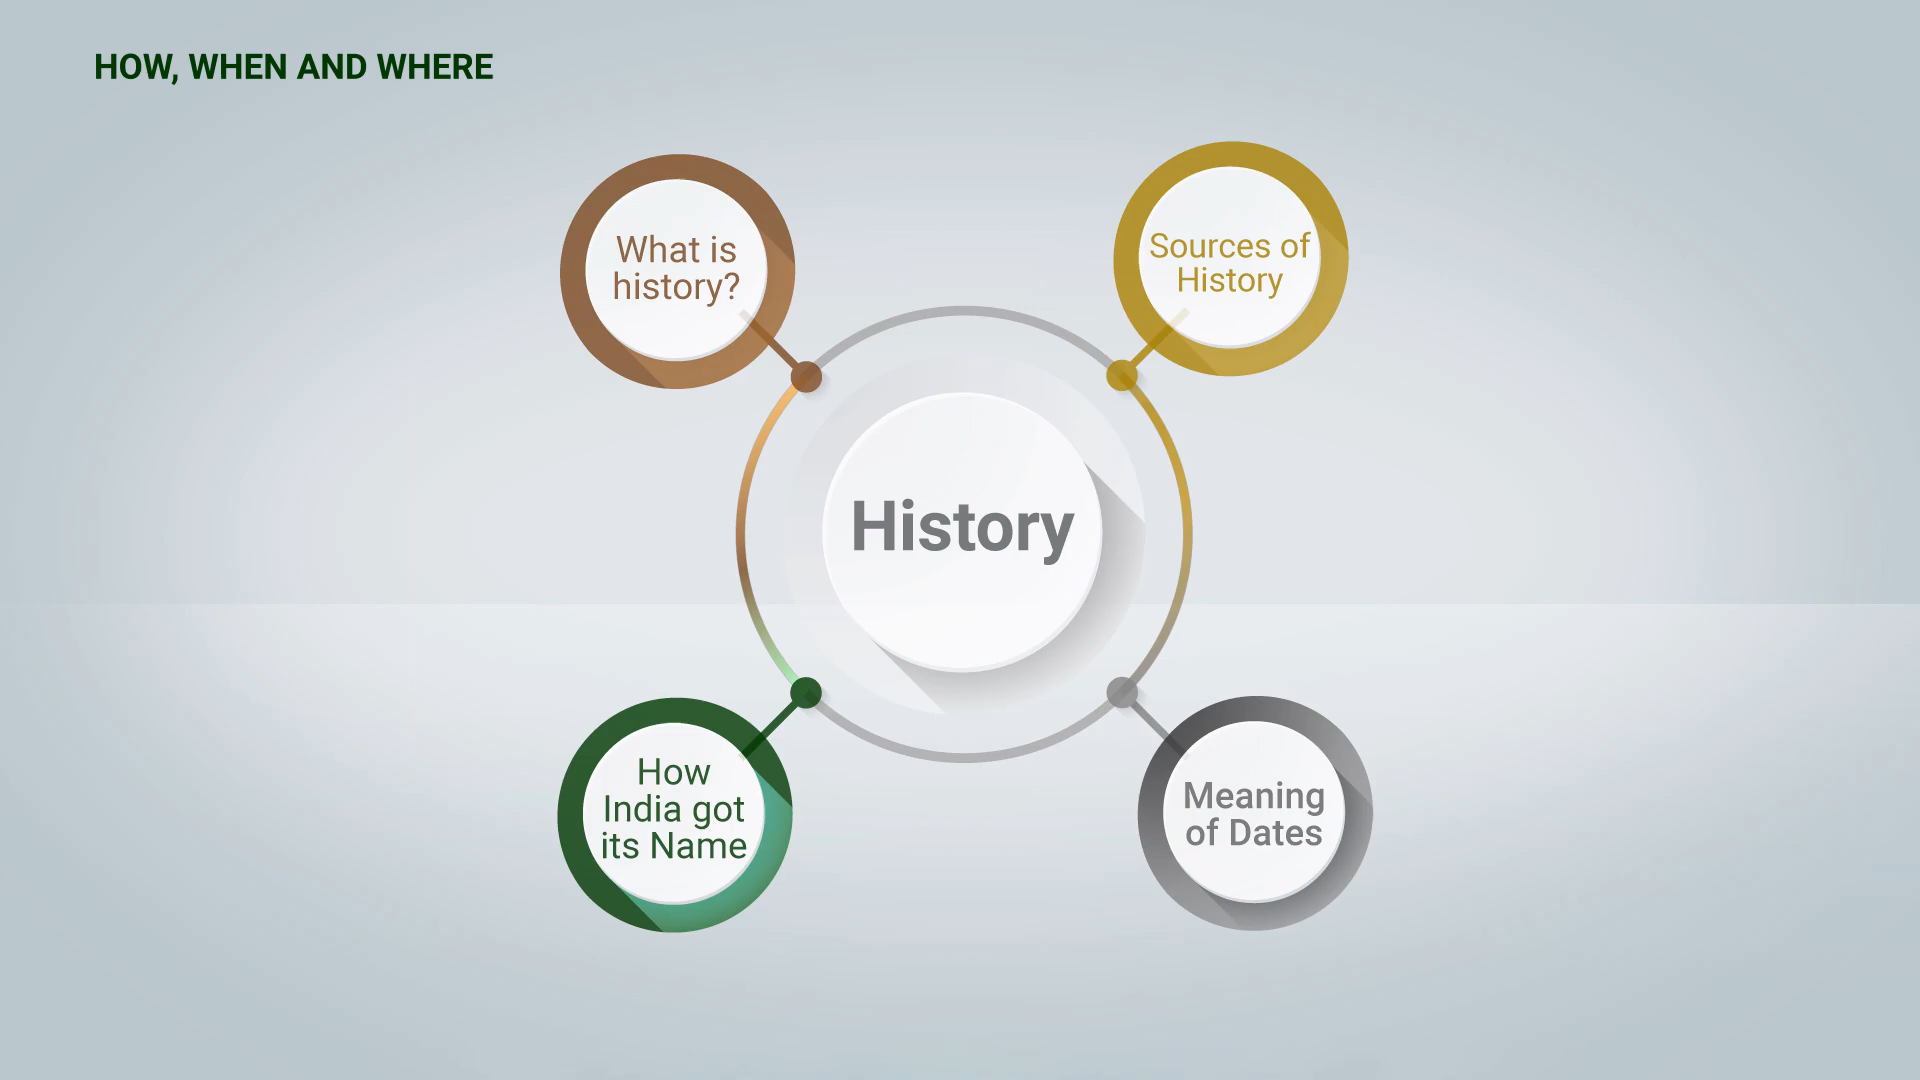 HOW, WHEN AND WHERE
What is
history?
Sources of
History
History
How
India got
its Name
Meaning
of Dates